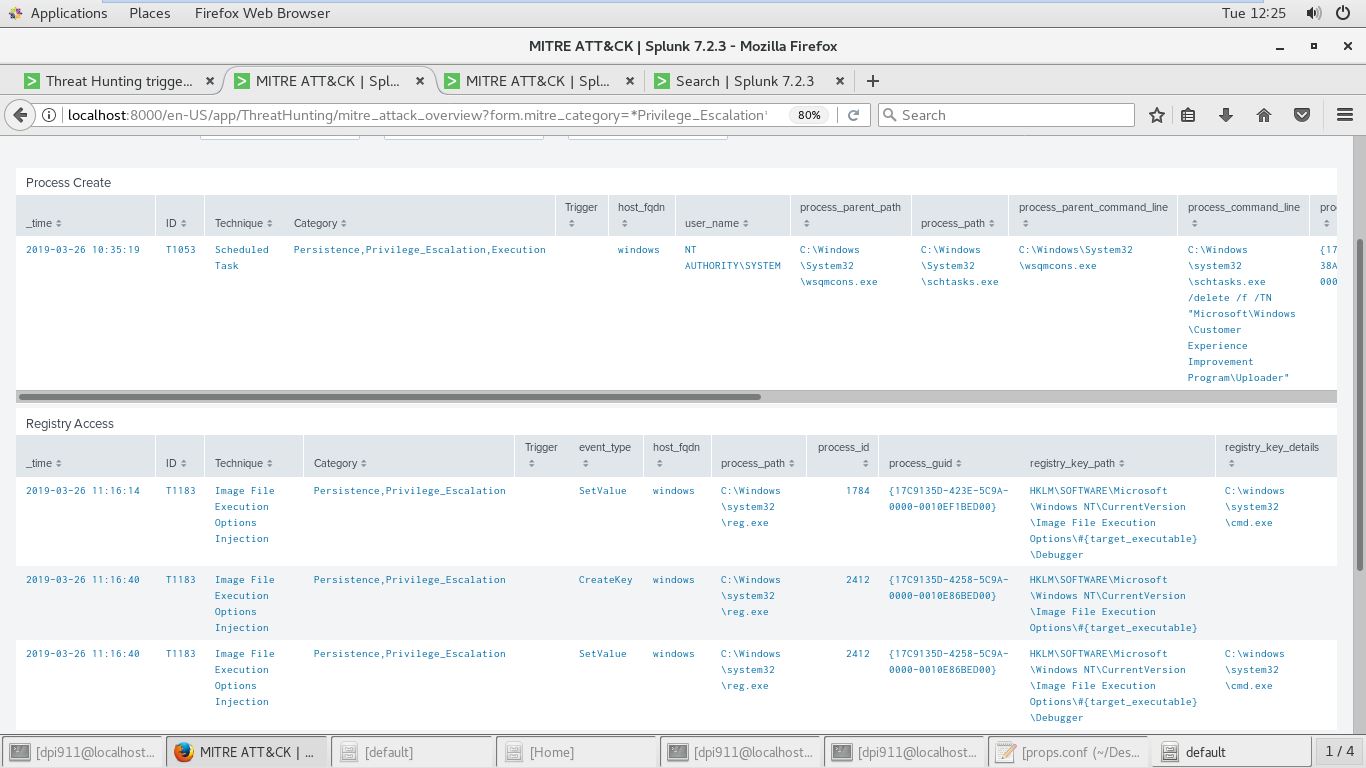 Applications Places Firefox Web Browser Tue 12:25
MITRE ATT&CK | Splunk 7.2.3 - Mozilla Firefox
Threat Hunting trigge... MITRE ATT&CK | Spl... MITRE ATT&CK | Spl... Search | Splunk 7.2.3
localhost:8000/en-US/app/ThreatHunting/mitre_attack_overview?form.mitre_category=*Privilege_Escalation' 80% Search
Process Create
_time ID Technique Category Trigger host_fqdn user_name process_parent_path process_path process_parent_command_line process_command_line
2019-03-26 10:35:19 T1053 Scheduled Persistence,Privilege_Escalation,Execution windows NT C:\Windows C:\Windows C:\Windows\System32 C:\Windows {17
Task AUTHORITY\SYSTEM \System32 \System32 \wsqmcons.exe \system32 38A
\wsqmcons.exe \schtasks.exe \schtasks.exe 000
/delete /f /TN
"Microsoft\Windows
\Customer
Experience
Improvement
Program\Uploader"
Registry Access
_time ID Technique Category Trigger event_type host_fqdn process_path process_id process_guid registry_key_path registry_key_details
2019-03-26 11:16:14 T1183 Image File Persistence,Privilege_Escalation SetValue windows C:\Windows 1784 {17C9135D-423E-5C9A- HKLM\SOFTWARE\Microsoft C:\windows
Execution \system32 0000-0010EF1BED00} \Windows NT\CurrentVersion \system32
Options \reg.exe \Image File Execution \cmd.exe
Injection Options\#{target_executable}
\Debugger
2019-03-26 11:16:40 T1183 Image File Persistence,Privilege_Escalation CreateKey windows C:\Windows 2412 {17C9135D-4258-5C9A- HKLM\SOFTWARE\Microsoft
Execution \system32 0000-0010E86BED00} \Windows NT\CurrentVersion
Options \reg.exe \Image File Execution
Injection Options\#{target_executable}
2019-03-26 11:16:40 T1183 Image File Persistence,Privilege_Escalation SetValue windows C:\Windows 2412 {17C9135D-4258-5C9A- HKLM\SOFTWARE\Microsoft C:\windows
Execution \system32 0000-0010E86BED00} \Windows NT\CurrentVersion \system32
Options \reg.exe \Image File Execution \cmd.exe
Injection Options\#{target_executable}
\Debugger
[dpi911@localhost... MITRE ATT&CK | ... [default] [Home] [dpi911@localhost... [dpi911@localhost... [props.conf (~/Des... default 1 / 4